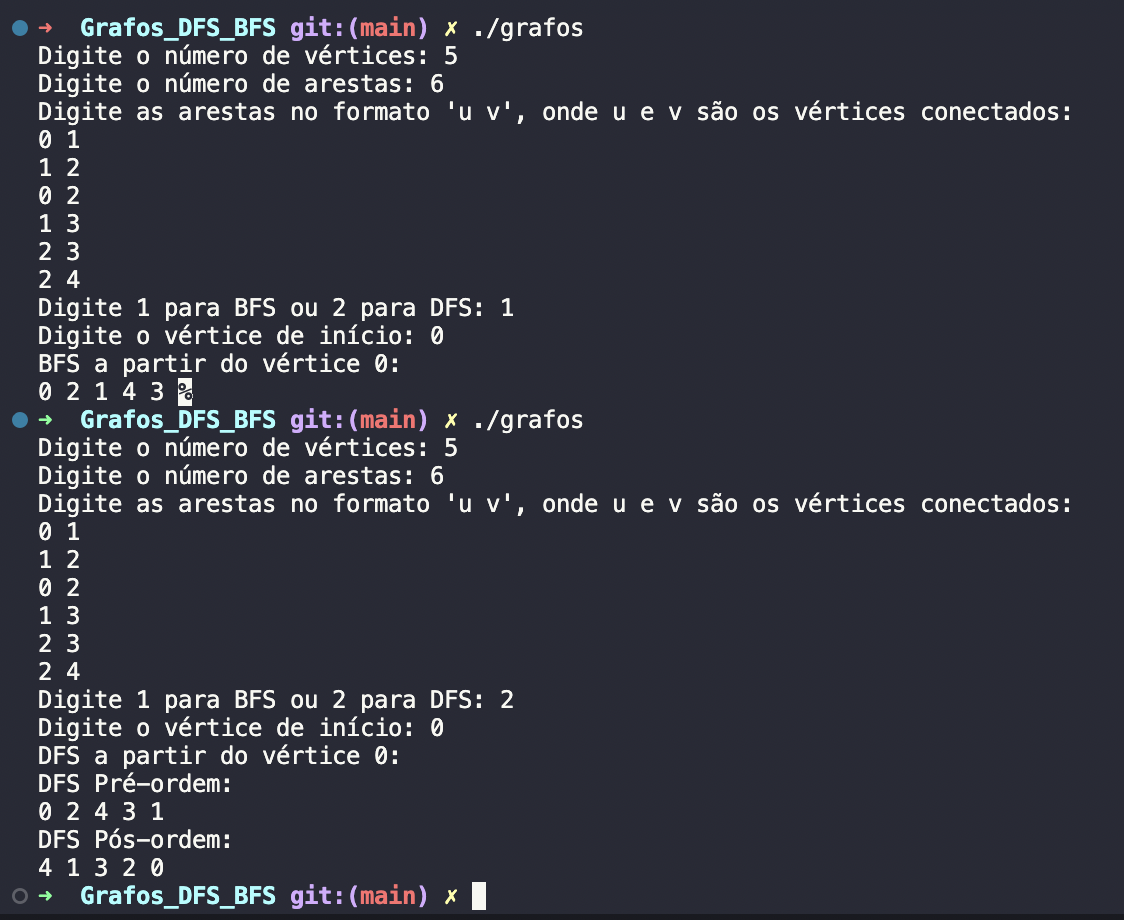 ➜  Grafos_DFS_BFS git:(main) ✗ ./grafos
Digite o número de vértices: 5
Digite o número de arestas: 6
Digite as arestas no formato 'u v', onde u e v são os vértices conectados:
0 1
1 2
0 2
1 3
2 3
2 4
Digite 1 para BFS ou 2 para DFS: 1
Digite o vértice de início: 0
BFS a partir do vértice 0:
0 2 1 4 3 %
➜  Grafos_DFS_BFS git:(main) ✗ ./grafos
Digite o número de vértices: 5
Digite o número de arestas: 6
Digite as arestas no formato 'u v', onde u e v são os vértices conectados:
0 1
1 2
0 2
1 3
2 3
2 4
Digite 1 para BFS ou 2 para DFS: 2
Digite o vértice de início: 0
DFS a partir do vértice 0:
DFS Pré-ordem:
0 2 4 3 1
DFS Pós-ordem:
4 1 3 2 0
➜  Grafos_DFS_BFS git:(main) ✗